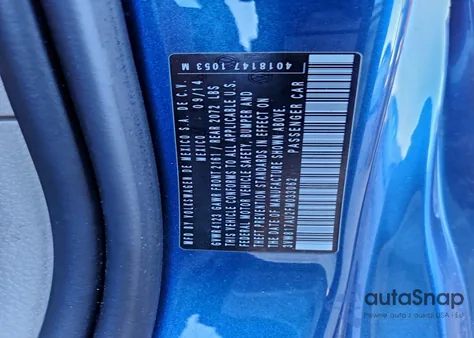 MFD BY VOLKSWAGEN DE MEXICO S.A. DE C.V.
MEXICO 09/14
GVWR 4123 GAWR FRONT 2161 / REAR 2072 LBS
THIS VEHICLE CONFORMS TO ALL APPLICABLE U.S.
FEDERAL MOTOR VEHICLE SAFETY, BUMPER AND
THEFT PREVENTION STANDARDS IN EFFECT ON
THE DATE OF MANUFACTURE SHOWN ABOVE.
PASSENGER CAR
4018147 1053 M
autoSnap